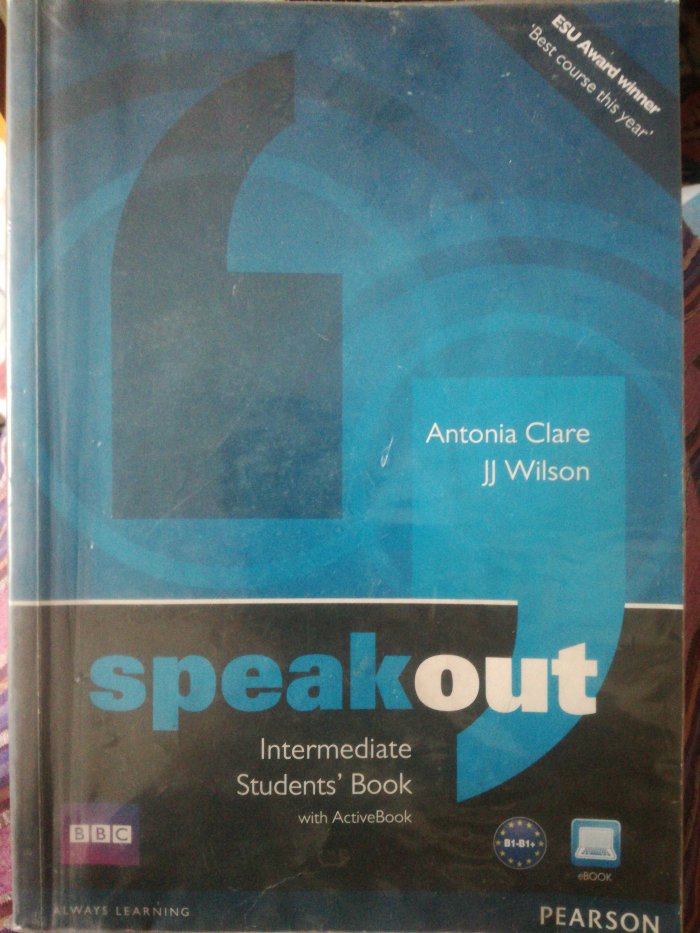 ESU Award winner
'Best course this year'
Antonia Clare
JJ Wilson
speakout
Intermediate
Students' Book
with ActiveBook
BBC
B1-B1+
eBOOK
ALWAYS LEARNING
PEARSON